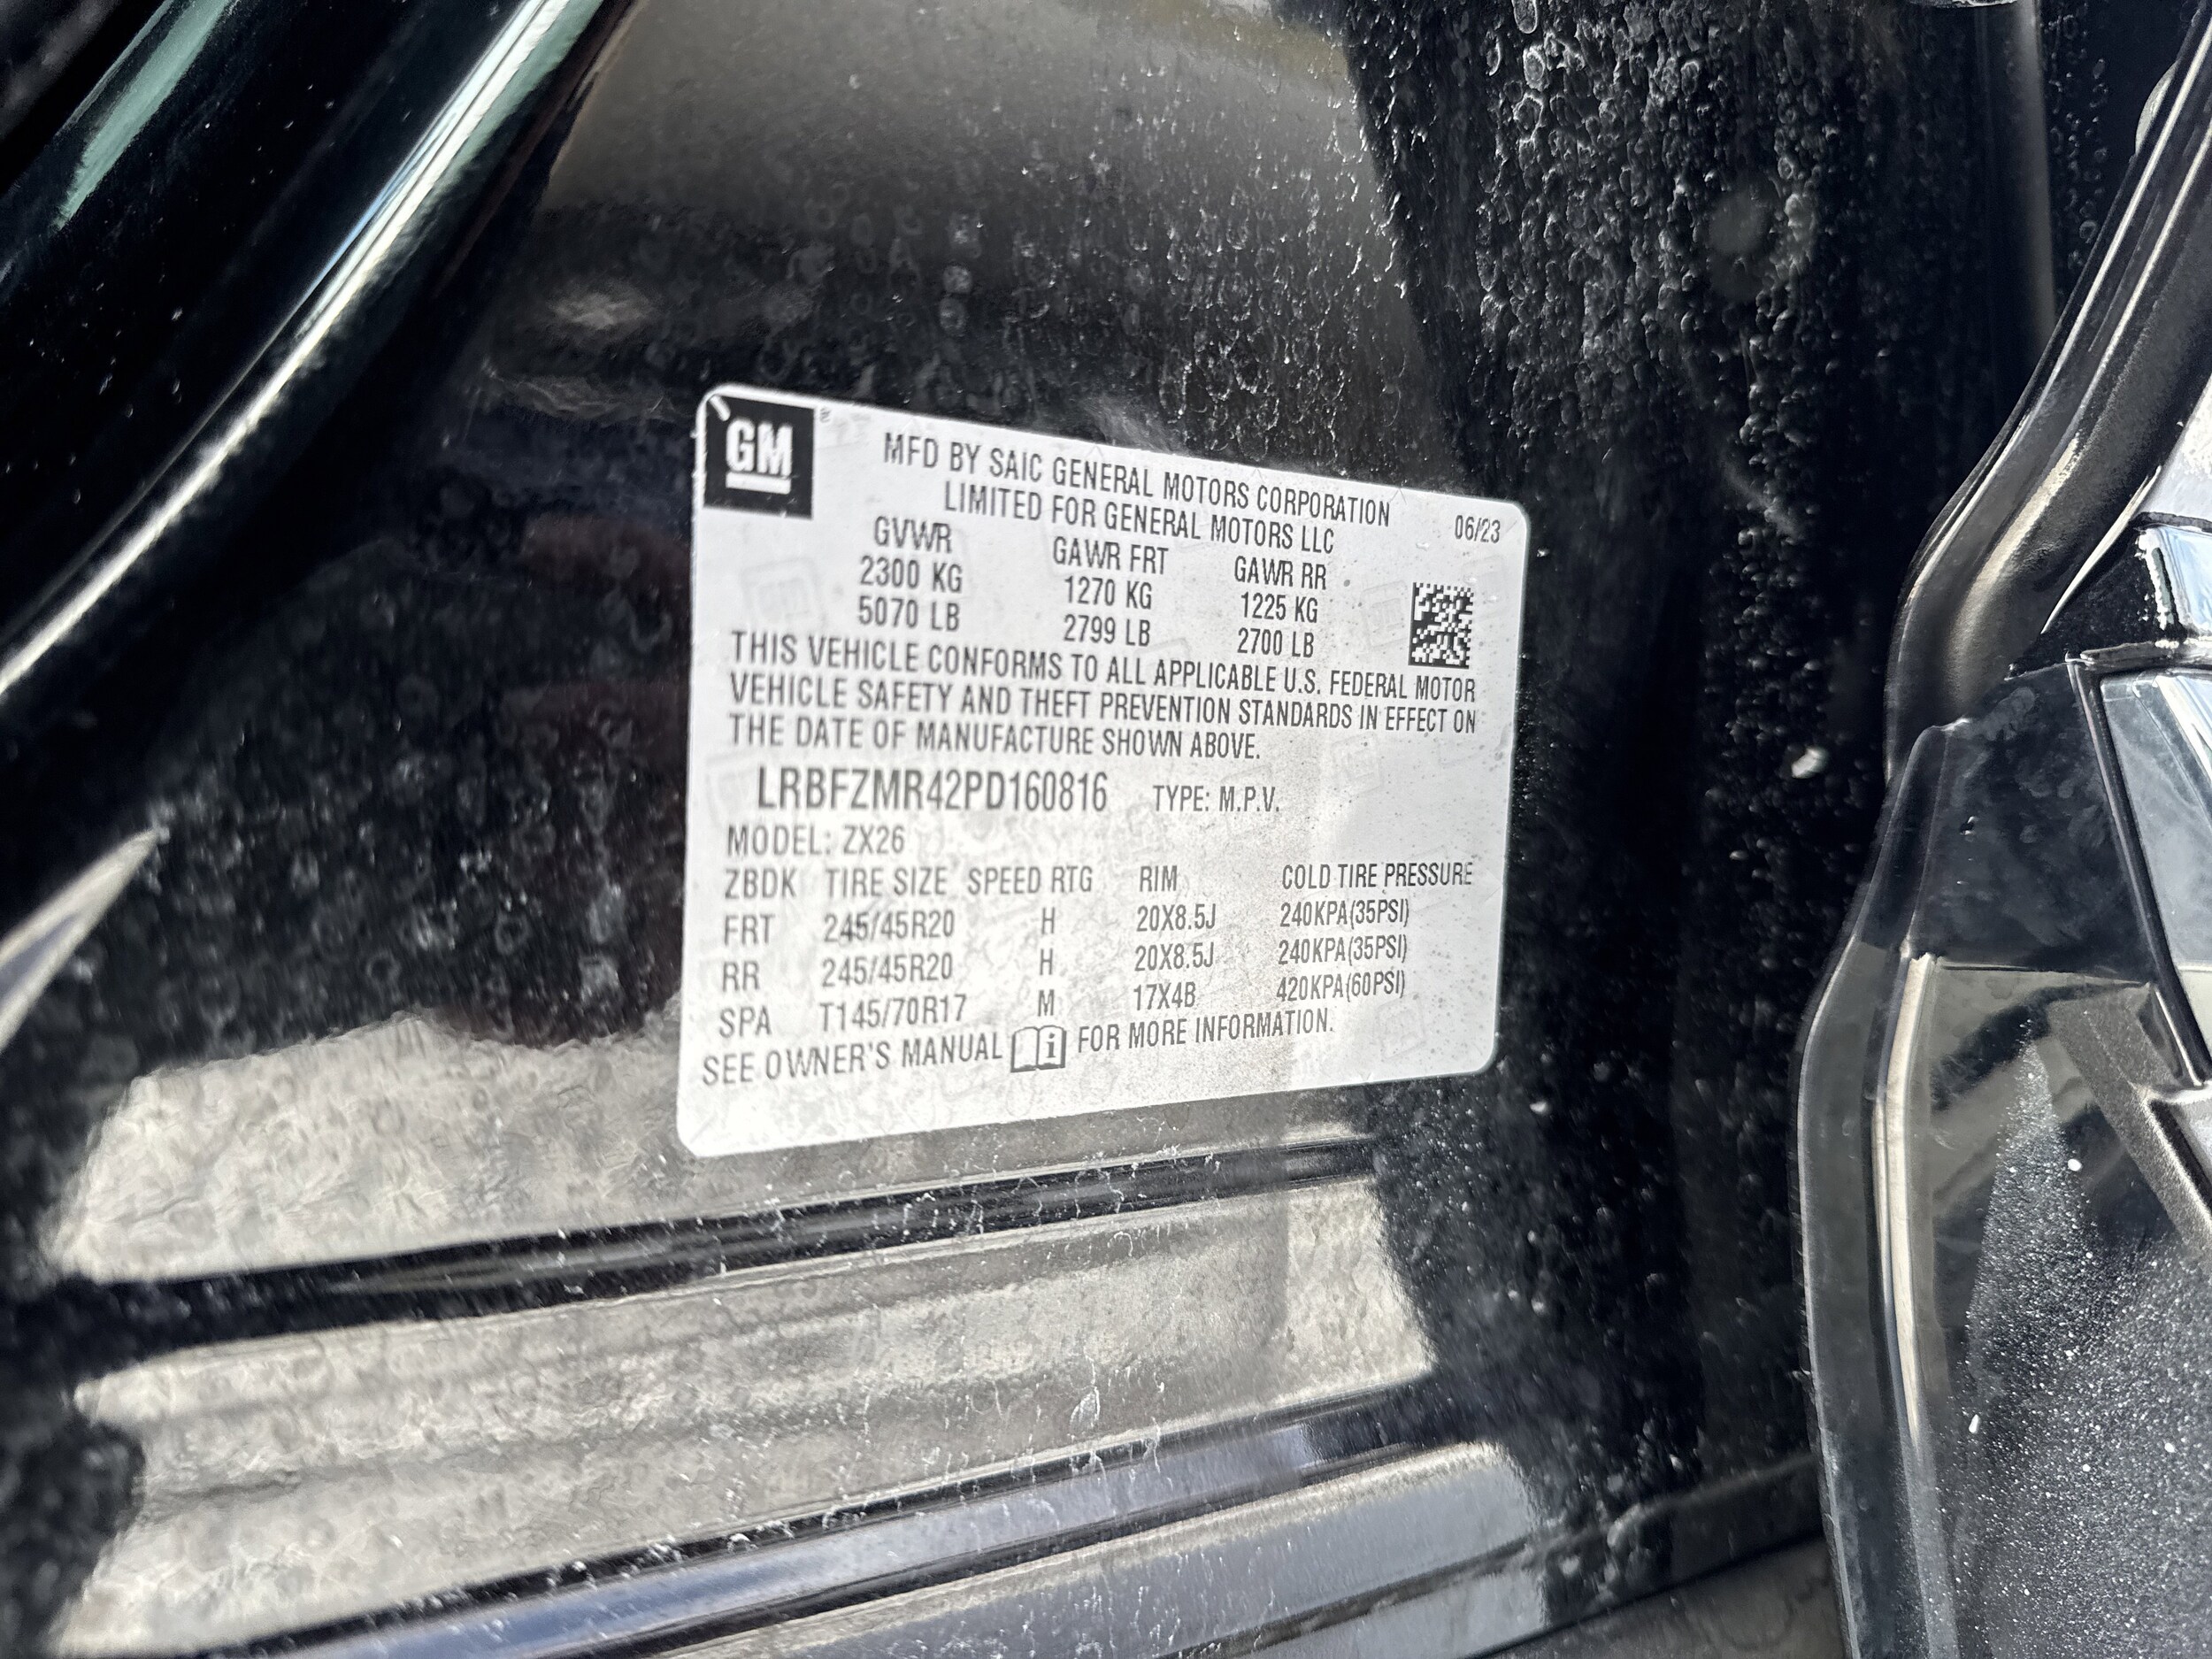 GM
MFD BY SAIC GENERAL MOTORS CORPORATION
LIMITED FOR GENERAL MOTORS LLC
06/23
GVWR GAWR FRT GAWR RR
2300 KG 1270 KG 1225 KG
5070 LB 2799 LB 2700 LB
THIS VEHICLE CONFORMS TO ALL APPLICABLE U.S. FEDERAL MOTOR
VEHICLE SAFETY AND THEFT PREVENTION STANDARDS IN EFFECT ON
THE DATE OF MANUFACTURE SHOWN ABOVE.
LRBFZMR42PD160816 TYPE: M.P.V.
MODEL: ZX26
ZBDK TIRE SIZE SPEED RTG RIM COLD TIRE PRESSURE
FRT 245/45R20 H 20X8.5J 240KPA(35PSI)
RR 245/45R20 H 20X8.5J 240KPA(35PSI)
SPA T145/70R17 M 17X4B 420KPA(60PSI)
SEE OWNER'S MANUAL FOR MORE INFORMATION.